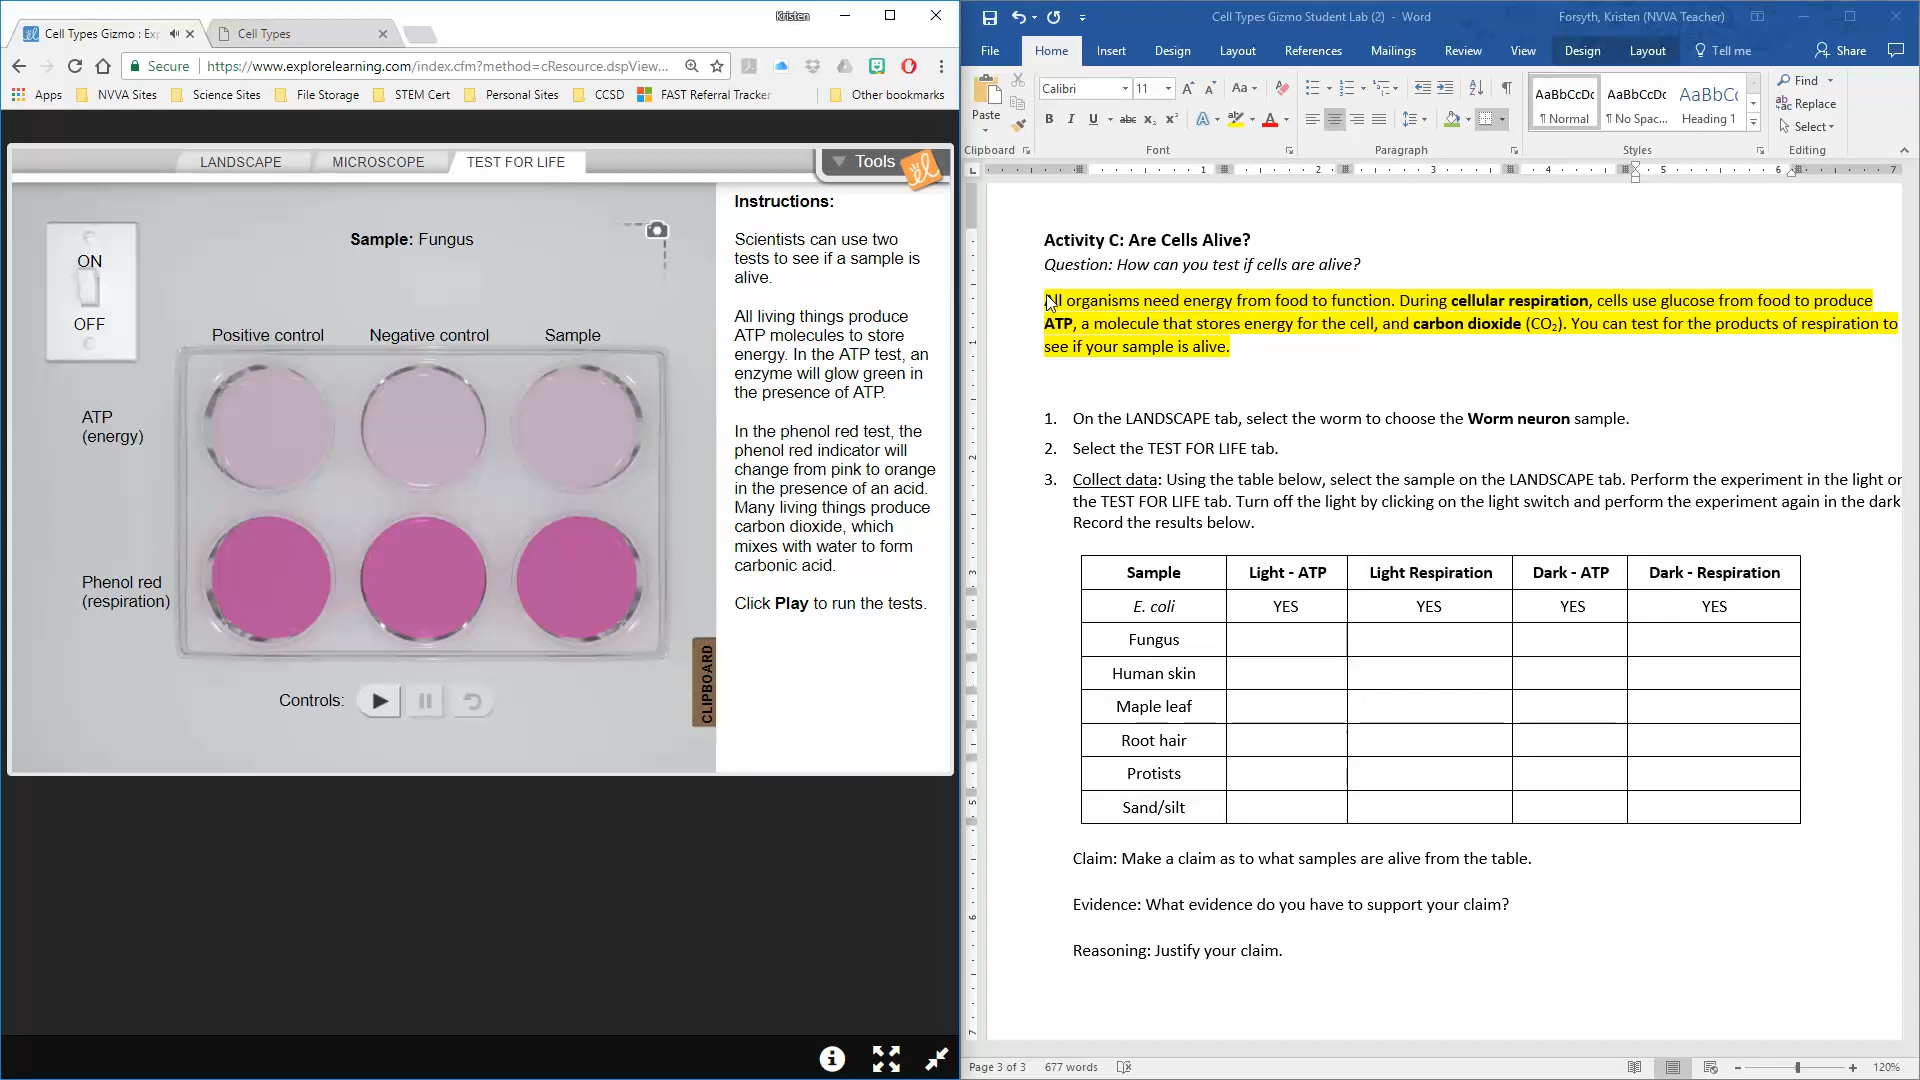 Kristen
Cell Types Gizmo : Ex
Cell Types
Secure
https://www.explorelearning.com/index.cfm?method=cResource.dspView...
Apps
NVVA Sites
Science Sites
File Storage
STEM Cert
Personal Sites
CCSD
FAST Referral Tracker
Other bookmarks
LANDSCAPE
MICROSCOPE
TEST FOR LIFE
Tools
ON
OFF
Sample: Fungus
Positive control
Negative control
Sample
ATP
(energy)
Phenol red
(respiration)
Controls:
CLIPBOARD
Instructions:
Scientists can use two
tests to see if a sample is
alive.
All living things produce
ATP molecules to store
energy. In the ATP test, an
enzyme will glow green in
the presence of ATP.
In the phenol red test, the
phenol red indicator will
change from pink to orange
in the presence of an acid.
Many living things produce
carbon dioxide, which
mixes with water to form
carbonic acid.
Click Play to run the tests.
Cell Types Gizmo Student Lab (2) - Word
Forsyth, Kristen (NVVA Teacher)
File
Home
Insert
Design
Layout
References
Mailings
Review
View
Design
Layout
Tell me
Share
Paste
Clipboard
Calibri
11
Font
Paragraph
AaBbCcDc
¶ Normal
AaBbCcDc
¶ No Spac...
AaBbC
Heading 1
Styles
Find
Replace
Select
Editing
1 2 3 4 5 6 7
Activity C: Are Cells Alive?
Question: How can you test if cells are alive?
All organisms need energy from food to function. During cellular respiration, cells use glucose from food to produce
ATP, a molecule that stores energy for the cell, and carbon dioxide (CO₂). You can test for the products of respiration to
see if your sample is alive.
1. On the LANDSCAPE tab, select the worm to choose the Worm neuron sample.
2. Select the TEST FOR LIFE tab.
3. Collect data: Using the table below, select the sample on the LANDSCAPE tab. Perform the experiment in the light or
the TEST FOR LIFE tab. Turn off the light by clicking on the light switch and perform the experiment again in the dark
Record the results below.
Sample Light - ATP Light Respiration Dark - ATP Dark - Respiration
E. coli YES YES YES YES
Fungus
Human skin
Maple leaf
Root hair
Protists
Sand/silt
Claim: Make a claim as to what samples are alive from the table.
Evidence: What evidence do you have to support your claim?
Reasoning: Justify your claim.
Page 3 of 3
677 words
120%